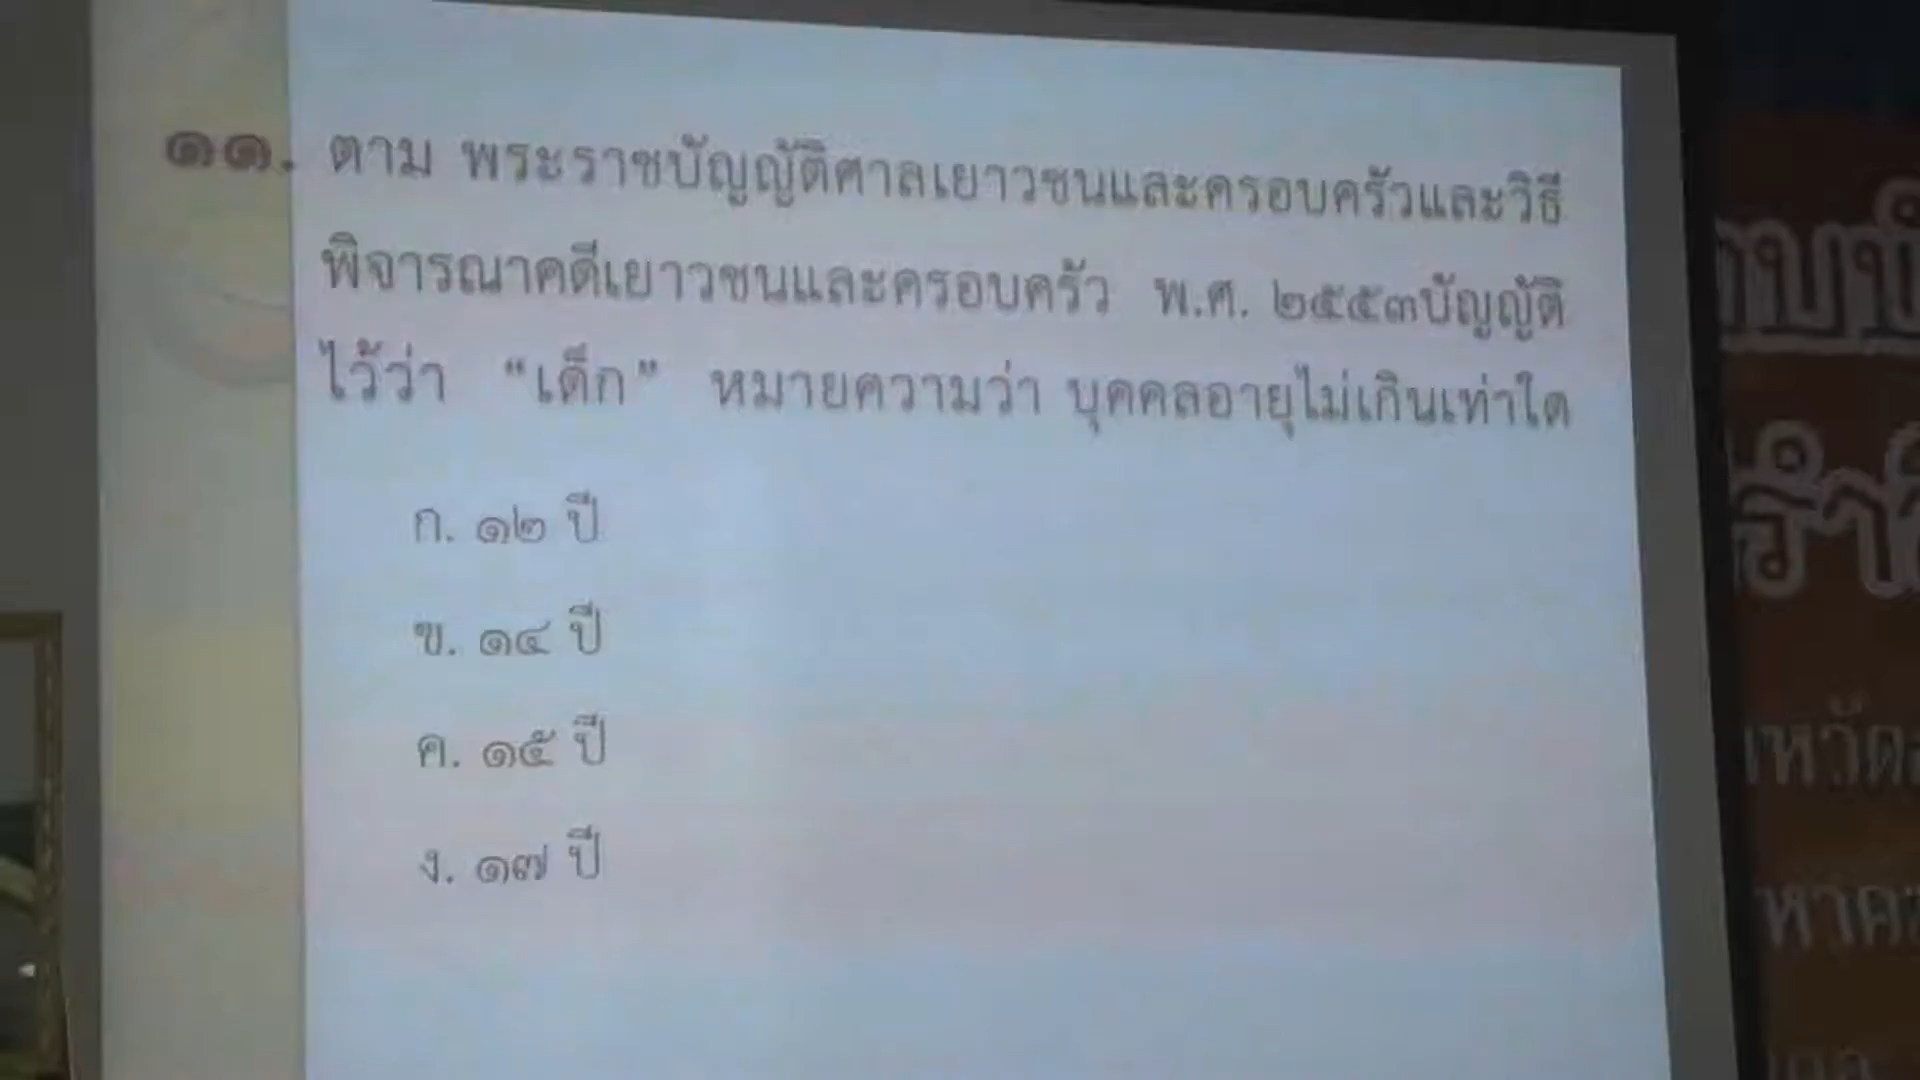 ๑๑. ตาม พระราชบัญญัติศาลเยาวชนและครอบครัวและวิธี
พิจารณาคดีเยาวชนและครอบครัว พ.ศ. ๒๕๕๓บัญญัติ
ไว้ว่า “เด็ก” หมายความว่า บุคคลอายุไม่เกินเท่าใด
ก. ๑๒ ปี
ข. ๑๔ ปี
ค. ๑๕ ปี
ง. ๑๗ ปี